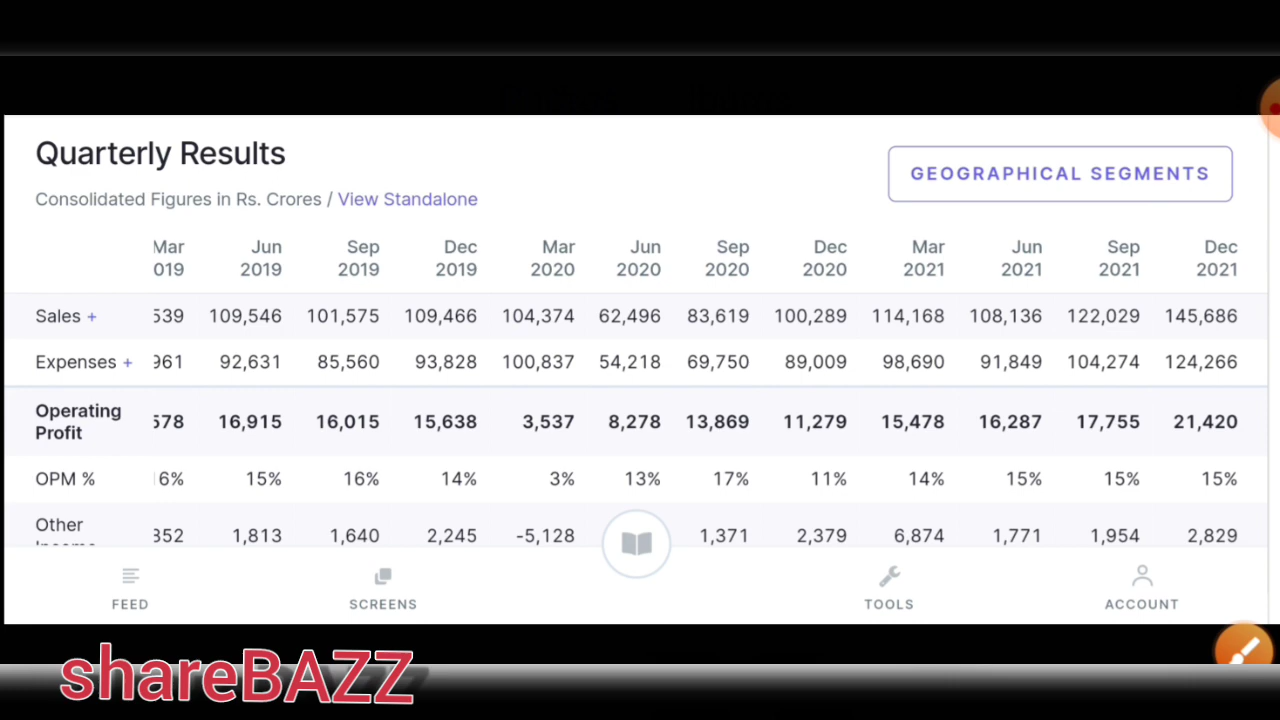 Quarterly Results
GEOGRAPHICAL SEGMENTS
Consolidated Figures in Rs. Crores / View Standalone
Mar Jun Sep Dec Mar Jun Sep Dec Mar Jun Sep Dec
019 2019 2019 2019 2020 2020 2020 2020 2021 2021 2021 2021
Sales + 539 109,546 101,575 109,466 104,374 62,496 83,619 100,289 114,168 108,136 122,029 145,686
Expenses + 961 92,631 85,560 93,828 100,837 54,218 69,750 89,009 98,690 91,849 104,274 124,266
Operating
Profit 578 16,915 16,015 15,638 3,537 8,278 13,869 11,279 15,478 16,287 17,755 21,420
OPM % 6% 15% 16% 14% 3% 13% 17% 11% 14% 15% 15% 15%
Other 352 1,813 1,640 2,245 -5,128 1,371 2,379 6,874 1,771 1,954 2,829
FEED SCREENS TOOLS ACCOUNT
shareBAZZ